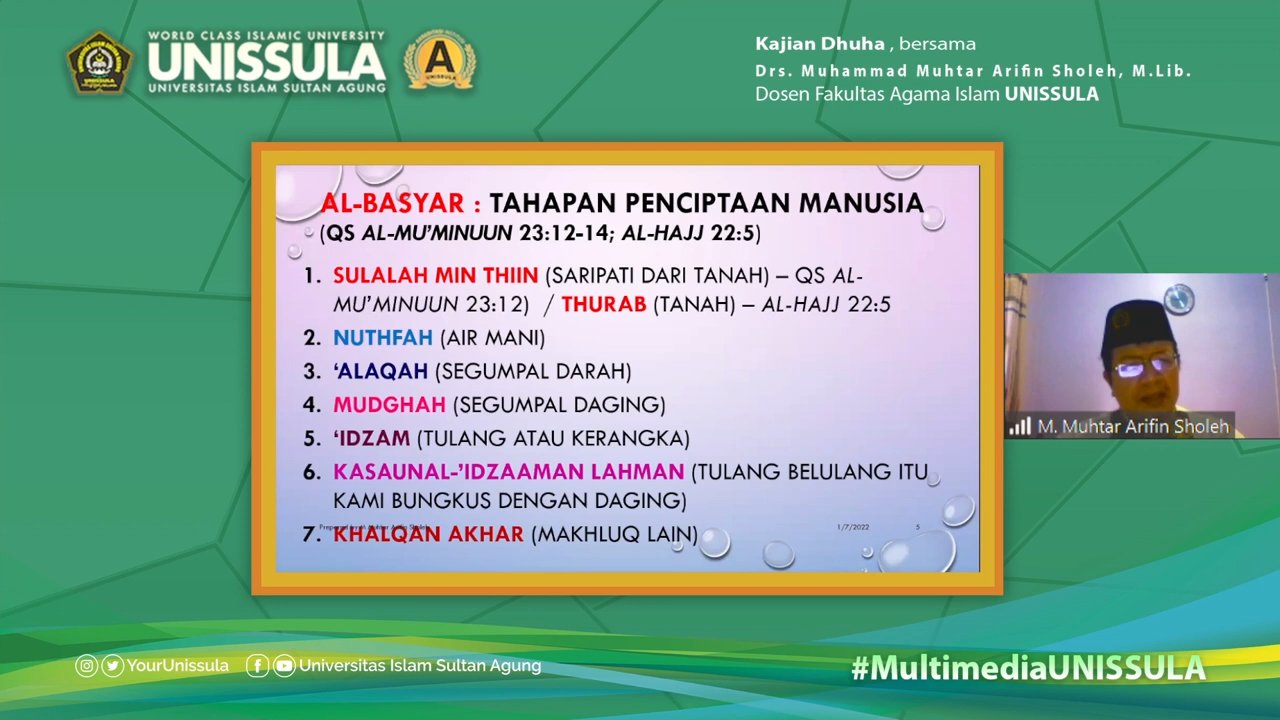 WORLD CLASS ISLAMIC UNIVERSITY
UNISSULA
UNIVERSITAS ISLAM SULTAN AGUNG
A
UNISSULA
Kajian Dhuha , bersama
Drs. Muhammad Muhtar Arifin Sholeh, M.Lib.
Dosen Fakultas Agama Islam UNISSULA
AL-BASYAR : TAHAPAN PENCIPTAAN MANUSIA
(QS AL-MU’MINUUN 23:12-14; AL-HAJJ 22:5)
1. SULALAH MIN THIIN (SARIPATI DARI TANAH) – QS AL-
MU’MINUUN 23:12) / THURAB (TANAH) – AL-HAJJ 22:5
2. NUTHFAH (AIR MANI)
3. ‘ALAQAH (SEGUMPAL DARAH)
4. MUDGHAH (SEGUMPAL DAGING)
5. ‘IDZAM (TULANG ATAU KERANGKA)
6. KASAUNAL-’IDZAAMAN LAHMAN (TULANG BELULANG ITU
KAMI BUNGKUS DENGAN DAGING)
7. KHALQAN AKHAR (MAKHLUQ LAIN)
1/7/2022
5
M. Muhtar Arifin Sholeh
YourUnissula
Universitas Islam Sultan Agung
#MultimediaUNISSULA